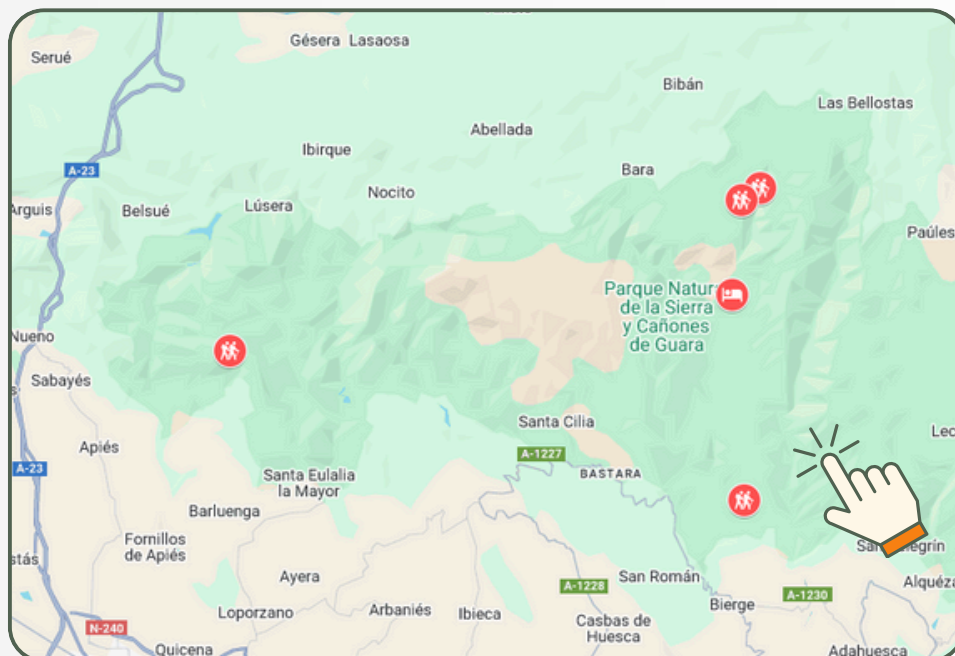 Gésera Lasaosa
Serué
Bibán
Las Bellostas
Abellada
Ibirque
A-23
Bara
Nocito
Arguis
Belsué
Lúsera
Paúles
Parque Natur
de la Sierra
y Cañones
de Guara
Nueno
Sabayés
Santa Cilia
Apiés
A-1227
A-23
BASTARA
Santa Eulalia
la Mayor
Barluenga
Fornillos
de Apiés
Ayera
San Román
A-1228
A-1230
Alquéza
Loporzano
Arbaniés
Ibieca
Bierge
Casbas de
Huesca
N-240
Quicena
Adahuesca